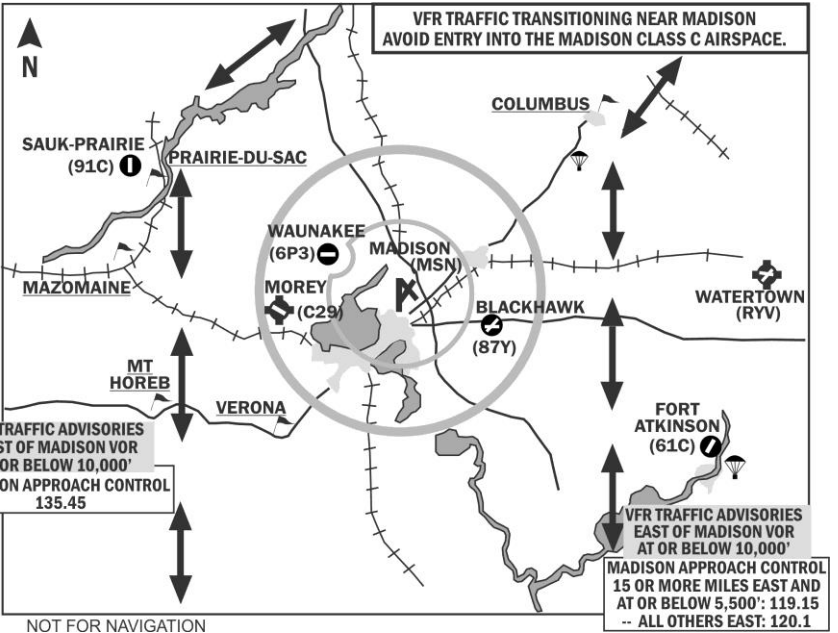 VFR TRAFFIC TRANSITIONING NEAR MADISON
AVOID ENTRY INTO THE MADISON CLASS C AIRSPACE.
N
COLUMBUS
SAUK-PRAIRIE
(91C)
PRAIRIE-DU-SAC
WAUNAKEE
(6P3)
MADISON
(MSN)
MAZOMAINE
MOREY
(C29)
BLACKHAWK
(87Y)
WATERTOWN
(RYV)
MT
HOREB
VERONA
FORT
ATKINSON
(61C)
TRAFFIC ADVISORIES
ST OF MADISON VOR
OR BELOW 10,000'
ON APPROACH CONTROL
135.45
VFR TRAFFIC ADVISORIES
EAST OF MADISON VOR
AT OR BELOW 10,000'
MADISON APPROACH CONTROL
15 OR MORE MILES EAST AND
AT OR BELOW 5,500': 119.15
-- ALL OTHERS EAST: 120.1
NOT FOR NAVIGATION